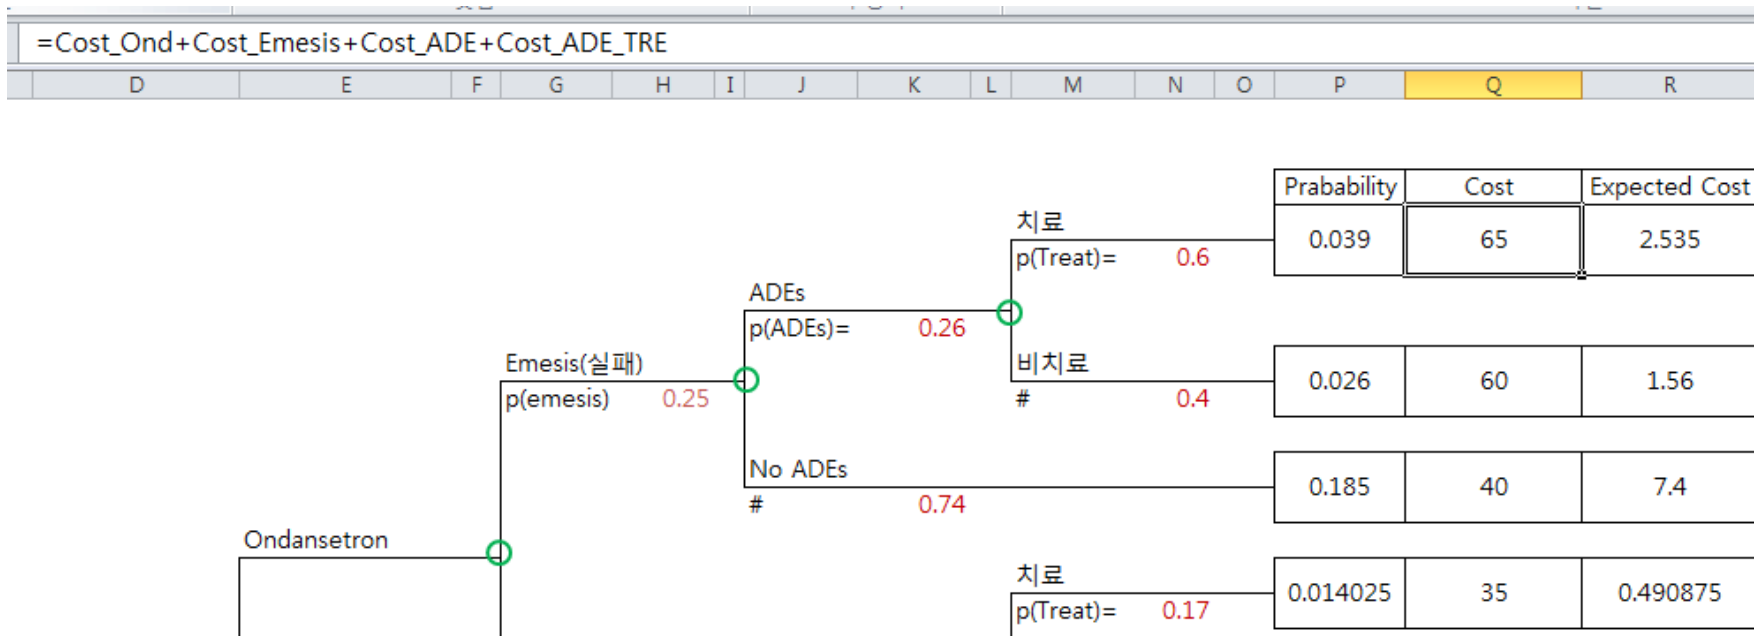 =Cost_Ond+Cost_Emesis+Cost_ADE+Cost_ADE_TRE
D E F G H I J K L M N O P Q R
Prabability Cost Expected Cost
치료
p(Treat)= 0.6
0.039 65 2.535
ADEs
p(ADEs)= 0.26
Emesis(실패)
p(emesis) 0.25
비치료
# 0.4
0.026 60 1.56
No ADEs
# 0.74
0.185 40 7.4
Ondansetron
치료
p(Treat)= 0.17
0.014025 35 0.490875